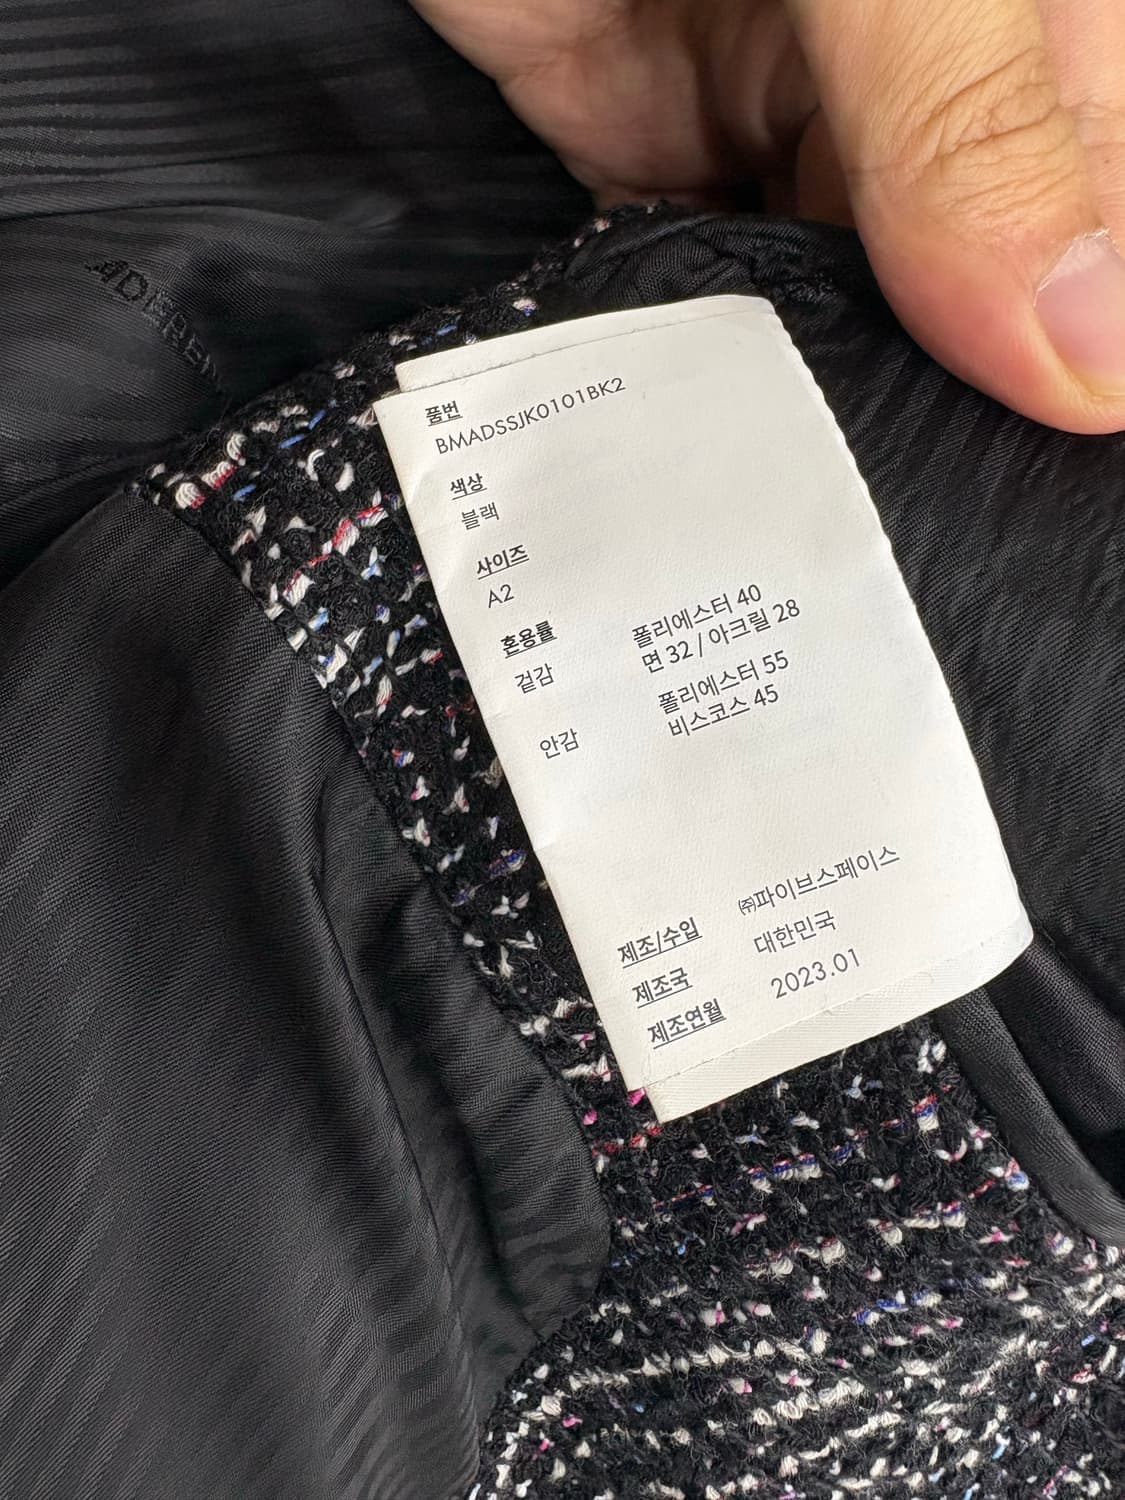 품번
BMADSSJK0101BK2
색상
블랙
사이즈
A2
혼용률
겉감
폴리에스터 40
면 32 / 아크릴 28
안감
폴리에스터 55
비스코스 45
제조/수입
㈜파이브스페이스
제조국
대한민국
제조연월
2023.01